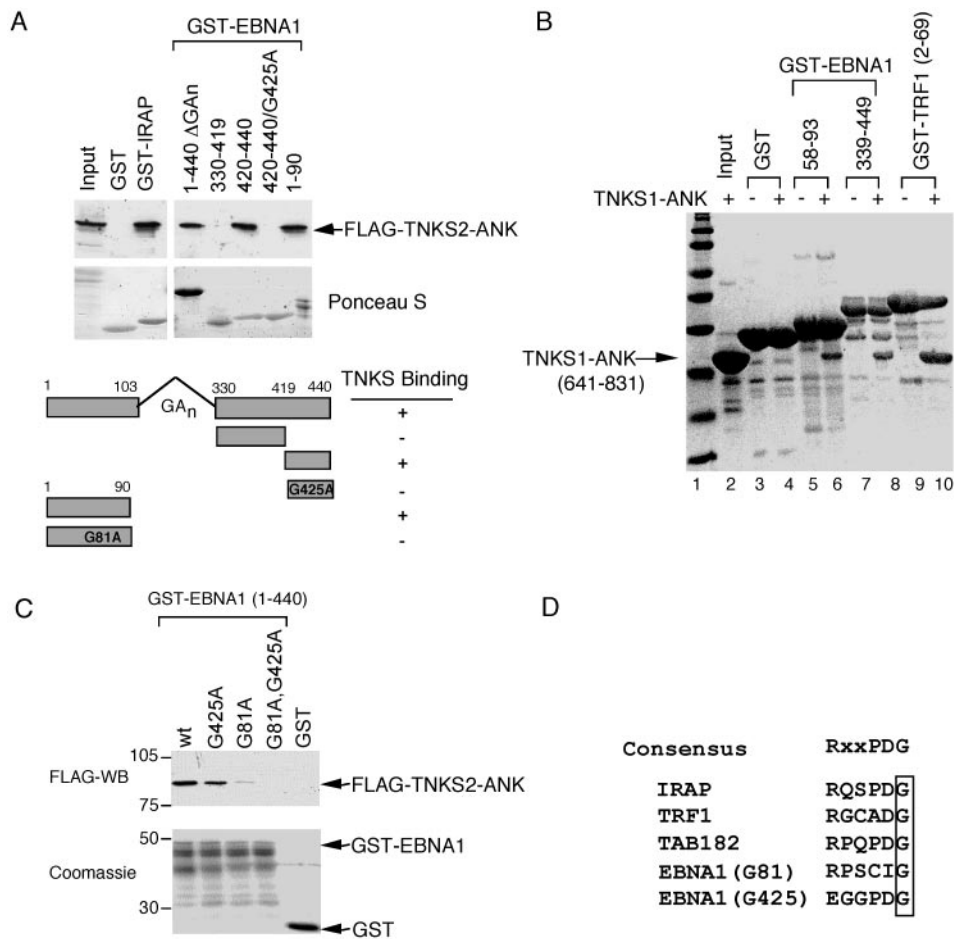 A
GST-EBNA1
Input
GST
GST-IRAP
1-440 ΔGAn
330-419
420-440
420-440/G425A
1-90
FLAG-TNKS2-ANK
Ponceau S
TNKS Binding
1 103 330 419 440
GAn
+
-
+
G425A -
1 90
+
G81A -
B
GST-TRF1 (2-69)
GST-EBNA1
Input
GST
58-93
339-449
TNKS1-ANK + - + - + - + - +
TNKS1-ANK
(641-831)
1 2 3 4 5 6 7 8 9 10
C
GST-EBNA1 (1-440)
wt
G425A
G81A
G81A,G425A
GST
105
FLAG-WB
FLAG-TNKS2-ANK
75
50
GST-EBNA1
Coomassie
30
GST
D
Consensus RxxPDG
IRAP RQSPDG
TRF1 RGCADG
TAB182 RPQPDG
EBNA1(G81) RPSCIG
EBNA1(G425) EGGPDG